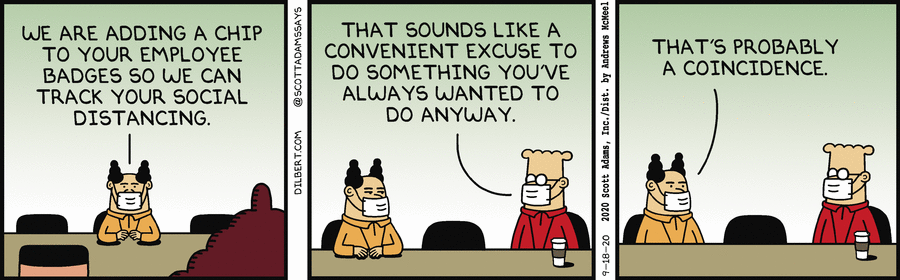 WE ARE ADDING A CHIP
TO YOUR EMPLOYEE
BADGES SO WE CAN
TRACK YOUR SOCIAL
DISTANCING.
DILBERT.COM @SCOTTADAMSSAYS
THAT SOUNDS LIKE A
CONVENIENT EXCUSE TO
DO SOMETHING YOU'VE
ALWAYS WANTED TO
DO ANYWAY.
9-18-20 2020 Scott Adams, Inc./Dist. by Andrews McMeel
THAT'S PROBABLY
A COINCIDENCE.